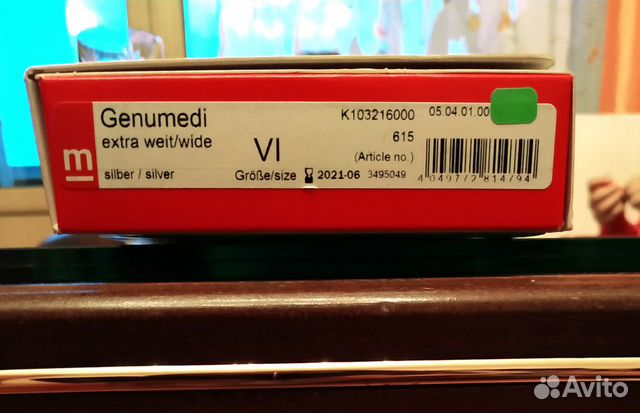 m
Genumedi
extra weit/wide
silber / silver
VI
Größe/size
K103216000
05.04.01.00
615
(Article no.)
2021-06
3495049
4 049772 814794
Avito